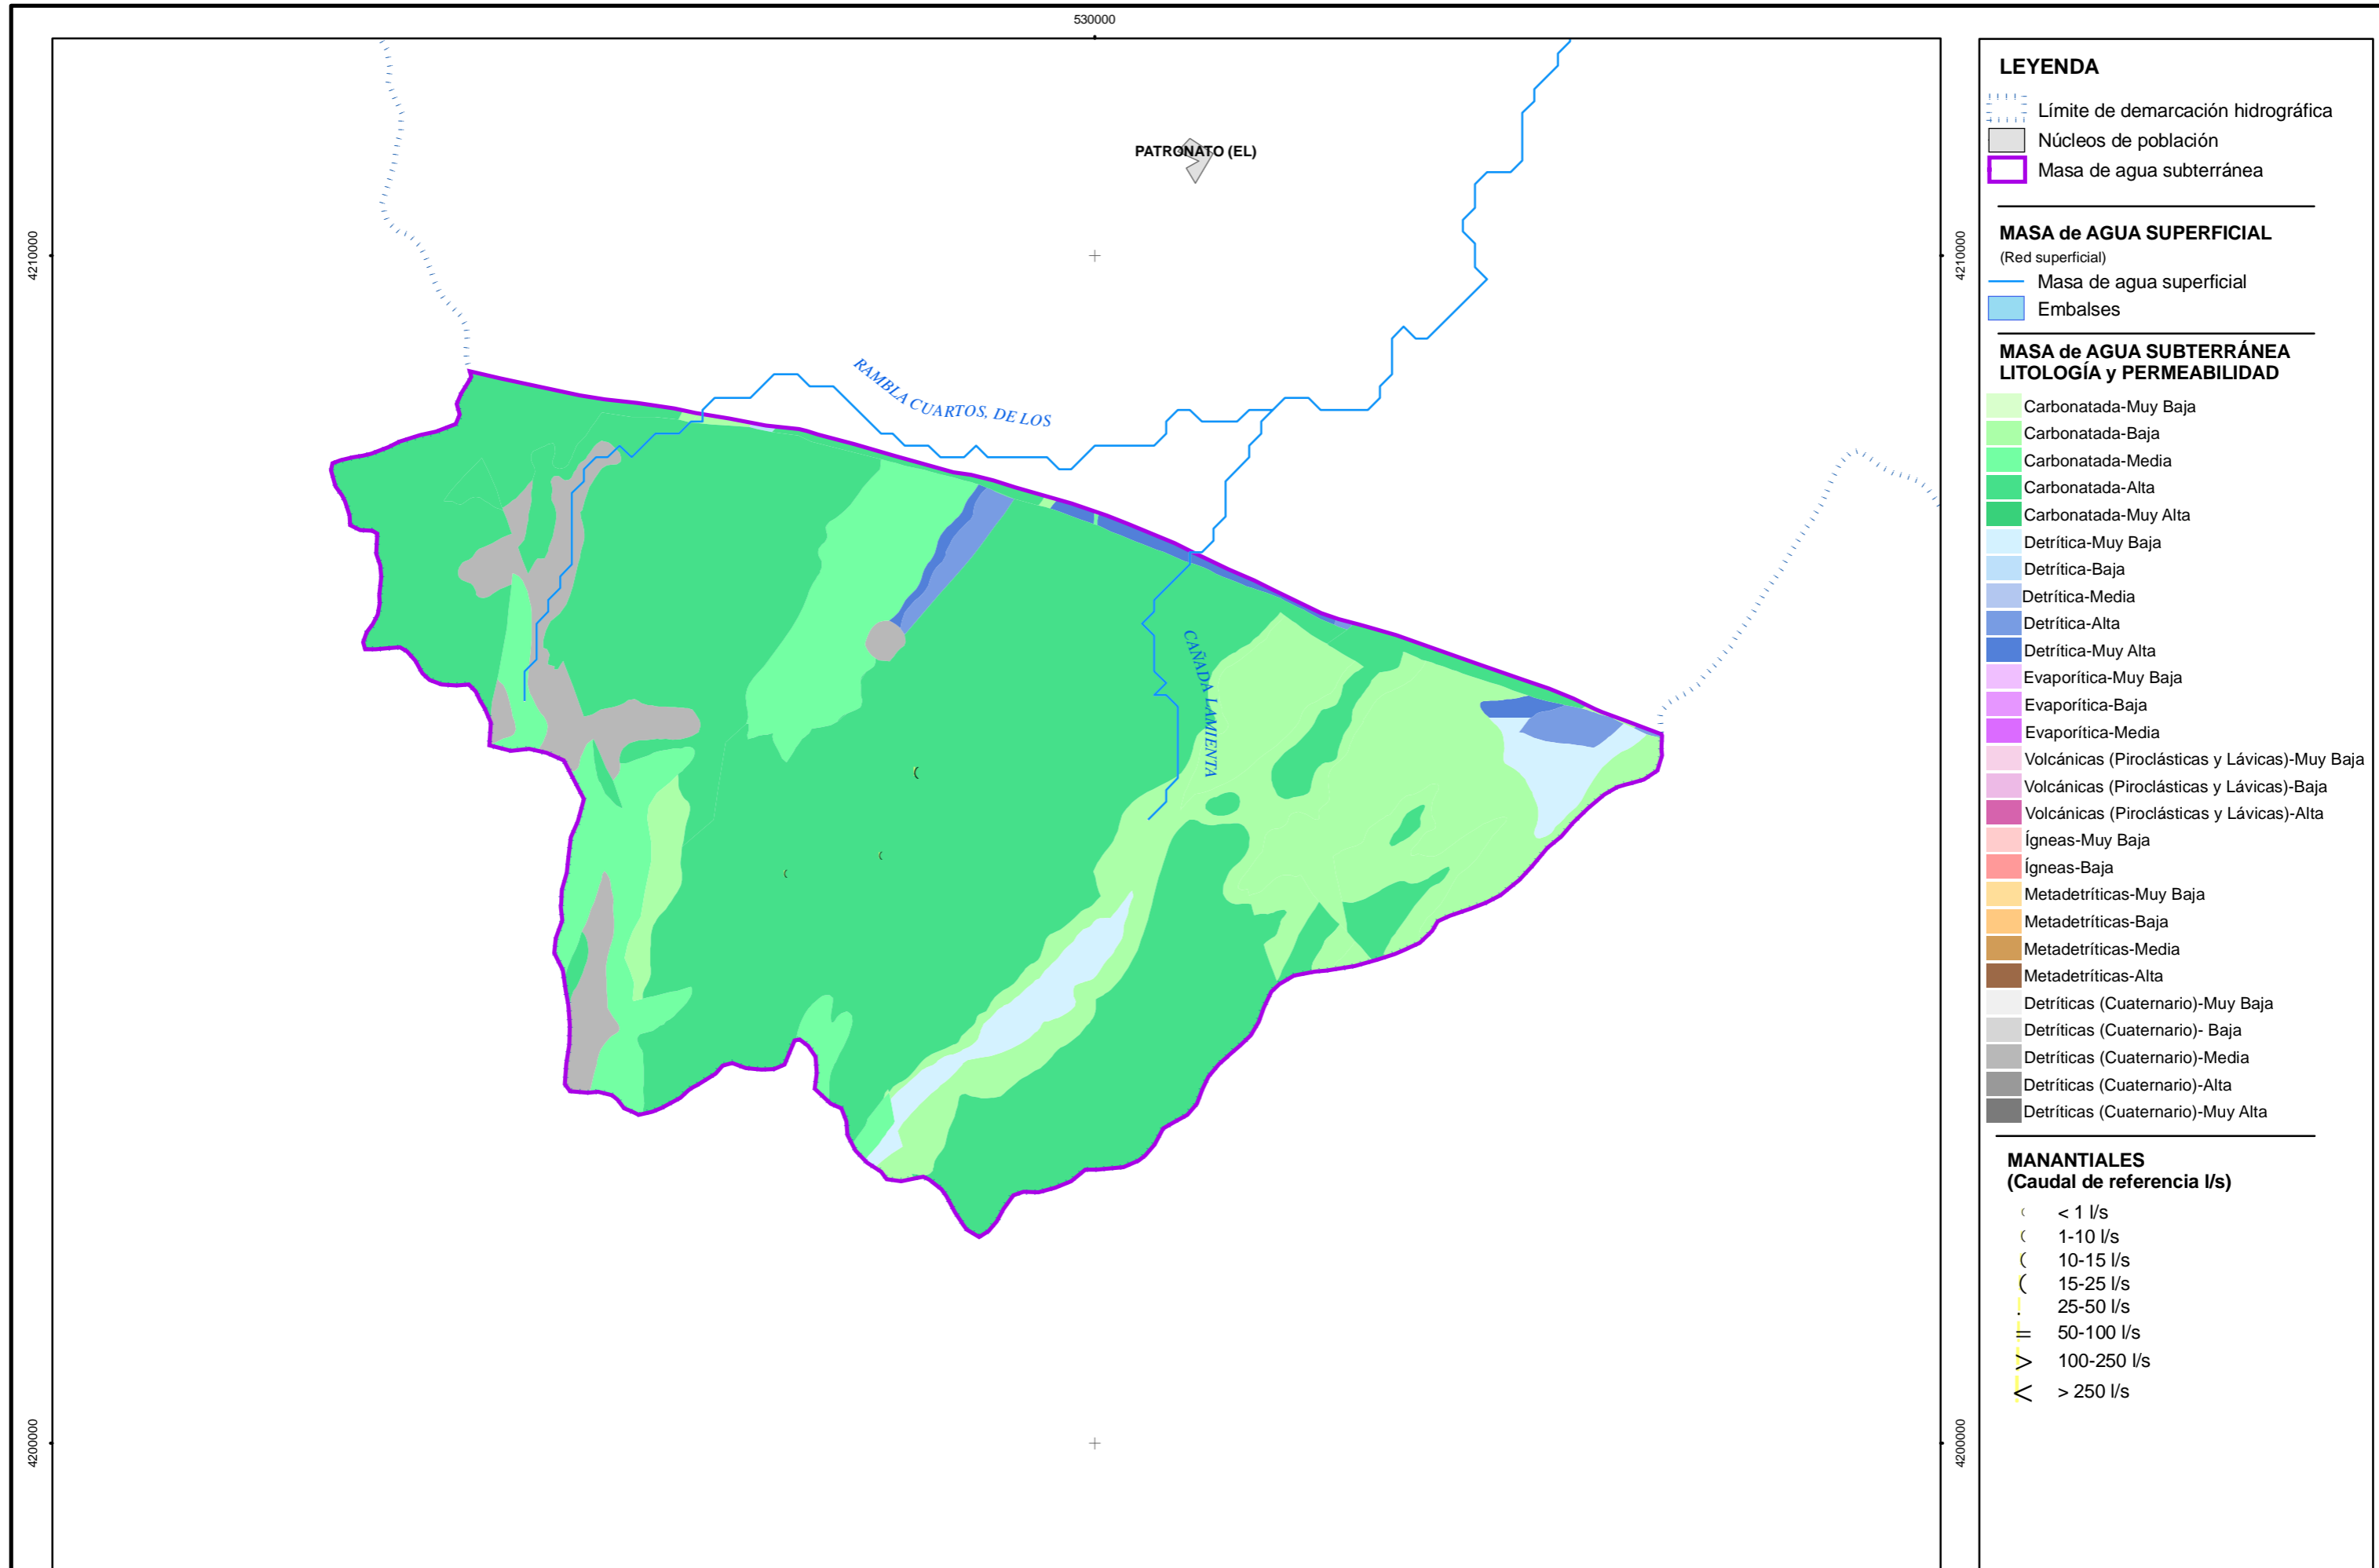 530000
4210000
4210000
PATRONATO (EL)
RAMBLA CUARTOS. DE LOS
CAÑADA LAMIENTA
4200000
4200000
LEYENDA
Límite de demarcación hidrográfica
Núcleos de población
Masa de agua subterránea
MASA de AGUA SUPERFICIAL
(Red superficial)
Masa de agua superficial
Embalses
MASA de AGUA SUBTERRÁNEA
LITOLOGÍA y PERMEABILIDAD
Carbonatada-Muy Baja
Carbonatada-Baja
Carbonatada-Media
Carbonatada-Alta
Carbonatada-Muy Alta
Detrítica-Muy Baja
Detrítica-Baja
Detrítica-Media
Detrítica-Alta
Detrítica-Muy Alta
Evaporítica-Muy Baja
Evaporítica-Baja
Evaporítica-Media
Volcánicas (Piroclásticas y Lávicas)-Muy Baja
Volcánicas (Piroclásticas y Lávicas)-Baja
Volcánicas (Piroclásticas y Lávicas)-Alta
Ígneas-Muy Baja
Ígneas-Baja
Metadetríticas-Muy Baja
Metadetríticas-Baja
Metadetríticas-Media
Metadetríticas-Alta
Detríticas (Cuaternario)-Muy Baja
Detríticas (Cuaternario)- Baja
Detríticas (Cuaternario)-Media
Detríticas (Cuaternario)-Alta
Detríticas (Cuaternario)-Muy Alta
MANANTIALES
(Caudal de referencia l/s)
< 1 l/s
1-10 l/s
10-15 l/s
15-25 l/s
25-50 l/s
50-100 l/s
100-250 l/s
> 250 l/s